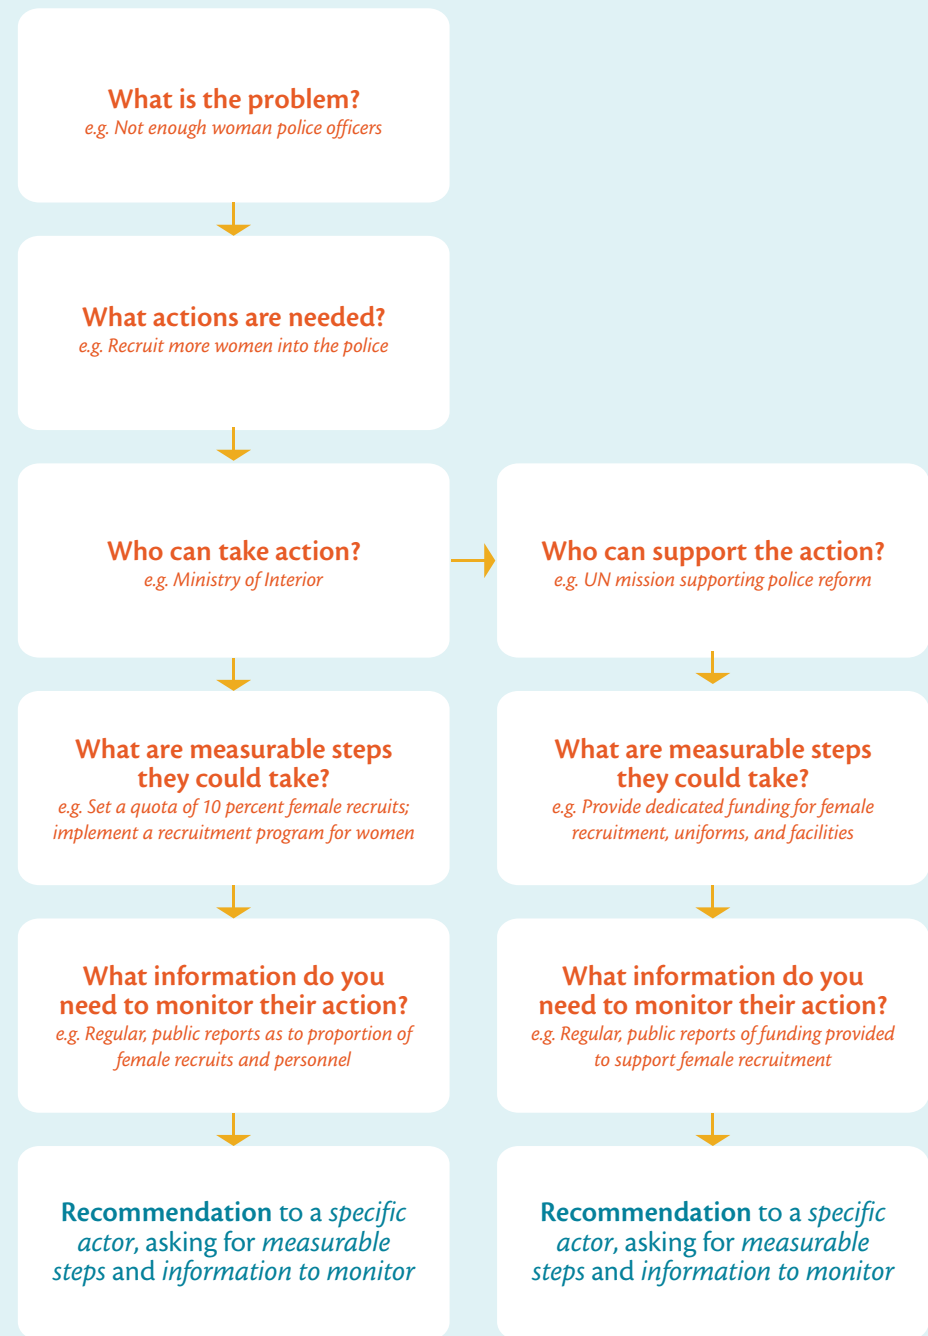 What is the problem?
e.g. Not enough woman police officers
What actions are needed?
e.g. Recruit more women into the police
Who can take action?
e.g. Ministry of Interior
Who can support the action?
e.g. UN mission supporting police reform
What are measurable steps
they could take?
e.g. Set a quota of 10 percent female recruits;
implement a recruitment program for women
What are measurable steps
they could take?
e.g. Provide dedicated funding for female
recruitment, uniforms, and facilities
What information do you
need to monitor their action?
e.g. Regular, public reports as to proportion of
female recruits and personnel
What information do you
need to monitor their action?
e.g. Regular, public reports of funding provided
to support female recruitment
Recommendation to a specific
actor, asking for measurable
steps and information to monitor
Recommendation to a specific
actor, asking for measurable
steps and information to monitor